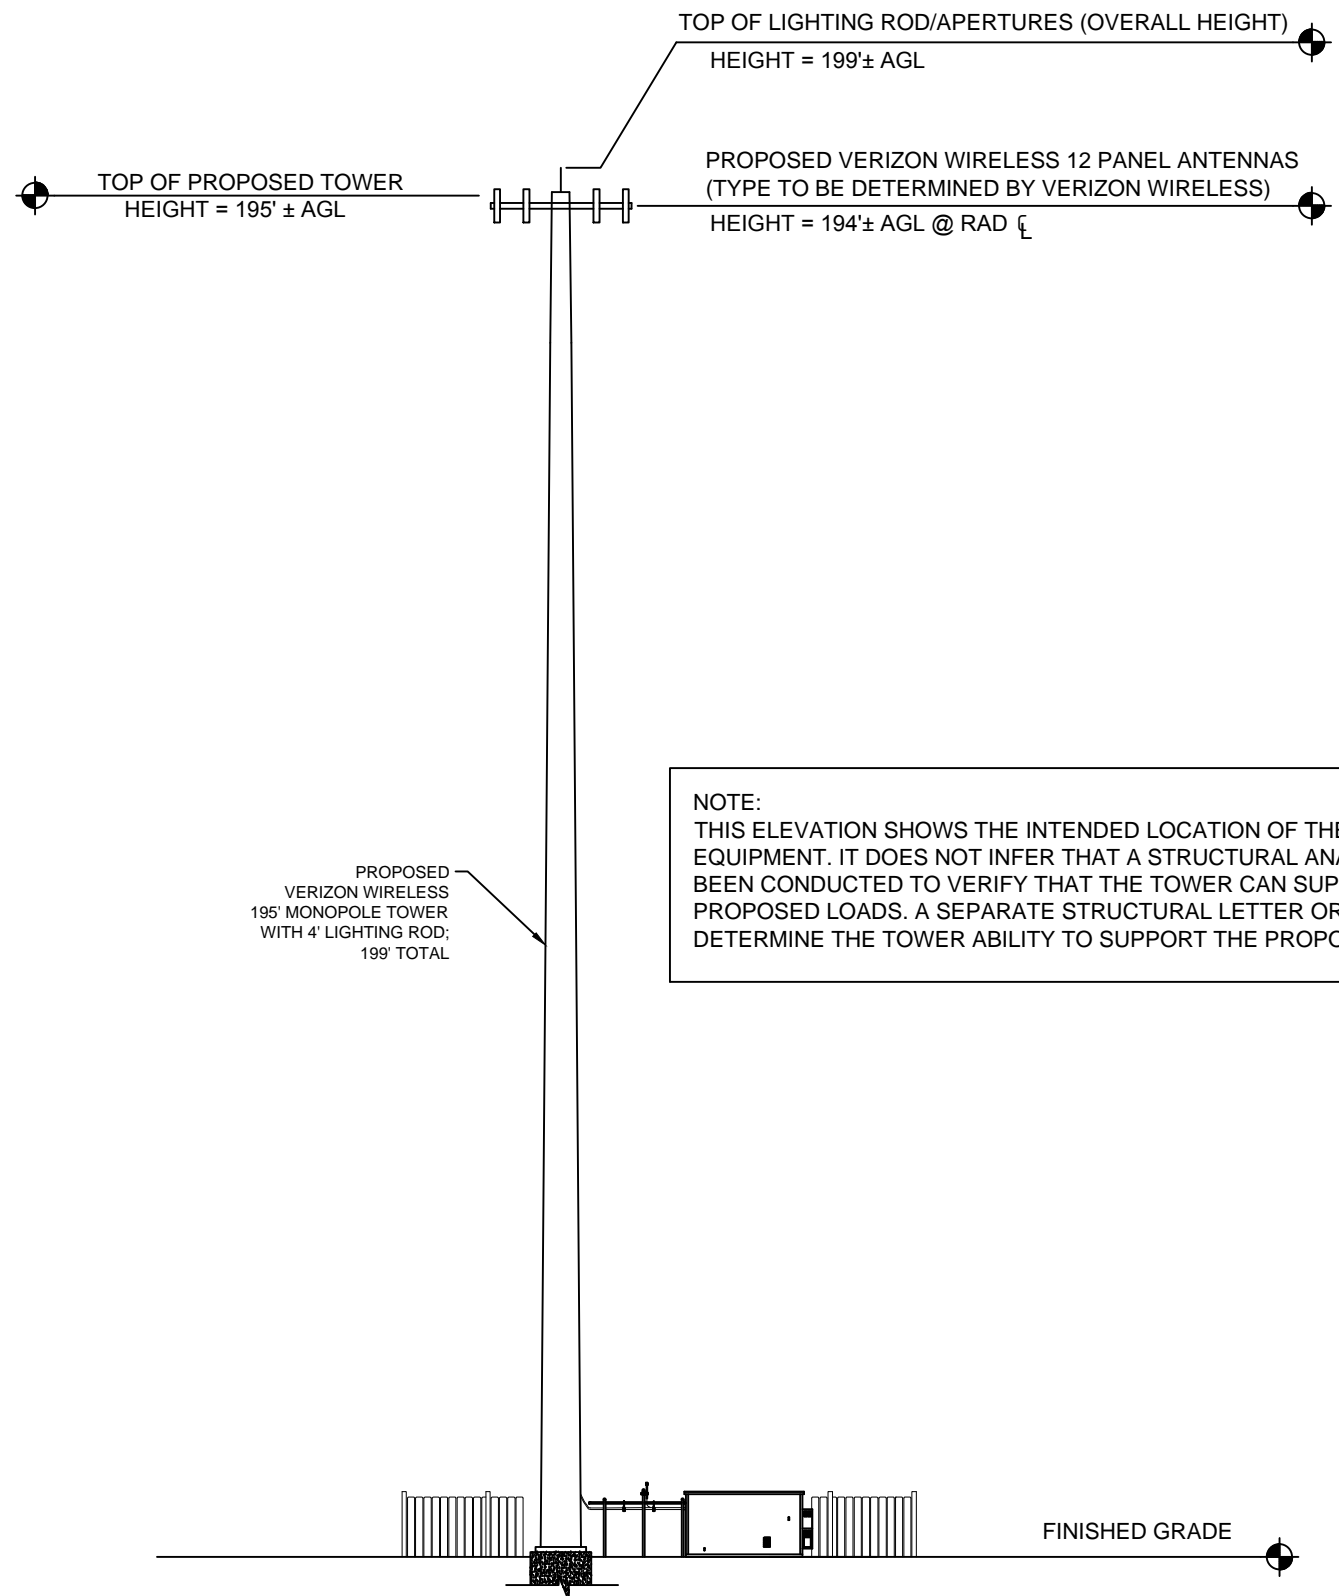 TOP OF LIGHTING ROD/APERTURES (OVERALL HEIGHT)
HEIGHT = 199'± AGL
PROPOSED VERIZON WIRELESS 12 PANEL ANTENNAS
(TYPE TO BE DETERMINED BY VERIZON WIRELESS)
HEIGHT = 194'± AGL @ RAD ℄
TOP OF PROPOSED TOWER
HEIGHT = 195' ± AGL
NOTE:
THIS ELEVATION SHOWS THE INTENDED LOCATION OF THE
EQUIPMENT. IT DOES NOT INFER THAT A STRUCTURAL
BEEN CONDUCTED TO VERIFY THAT THE TOWER CAN
PROPOSED LOADS. A SEPARATE STRUCTURAL LETTER OR
DETERMINE THE TOWER ABILITY TO SUPPORT THE
PROPOSED
VERIZON WIRELESS
195' MONOPOLE TOWER
WITH 4' LIGHTING ROD;
199' TOTAL
FINISHED GRADE